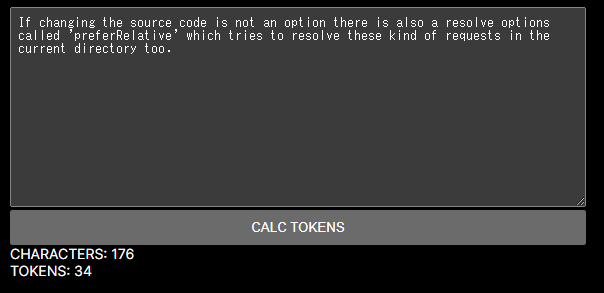 If changing the source code is not an option there is also a resolve options
called 'preferRelative' which tries to resolve these kind of requests in the
current directory too.
CALC TOKENS
CHARACTERS: 176
TOKENS: 34